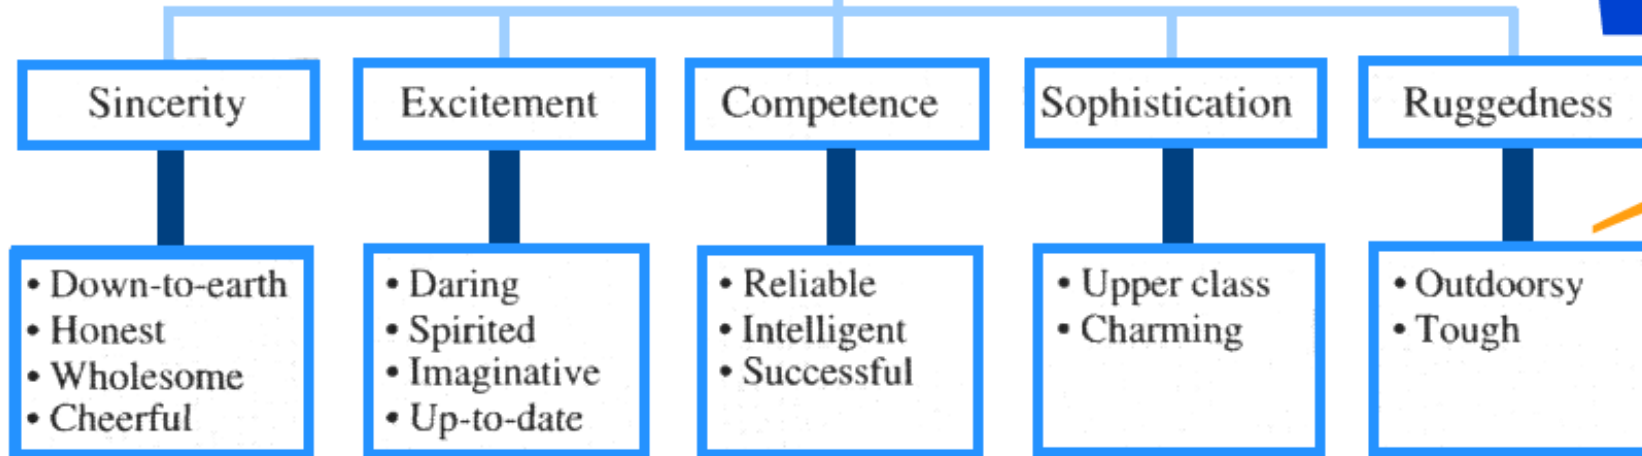 Sincerity
Excitement
Competence
Sophistication
Ruggedness
• Down-to-earth
• Honest
• Wholesome
• Cheerful
• Daring
• Spirited
• Imaginative
• Up-to-date
• Reliable
• Intelligent
• Successful
• Upper class
• Charming
• Outdoorsy
• Tough